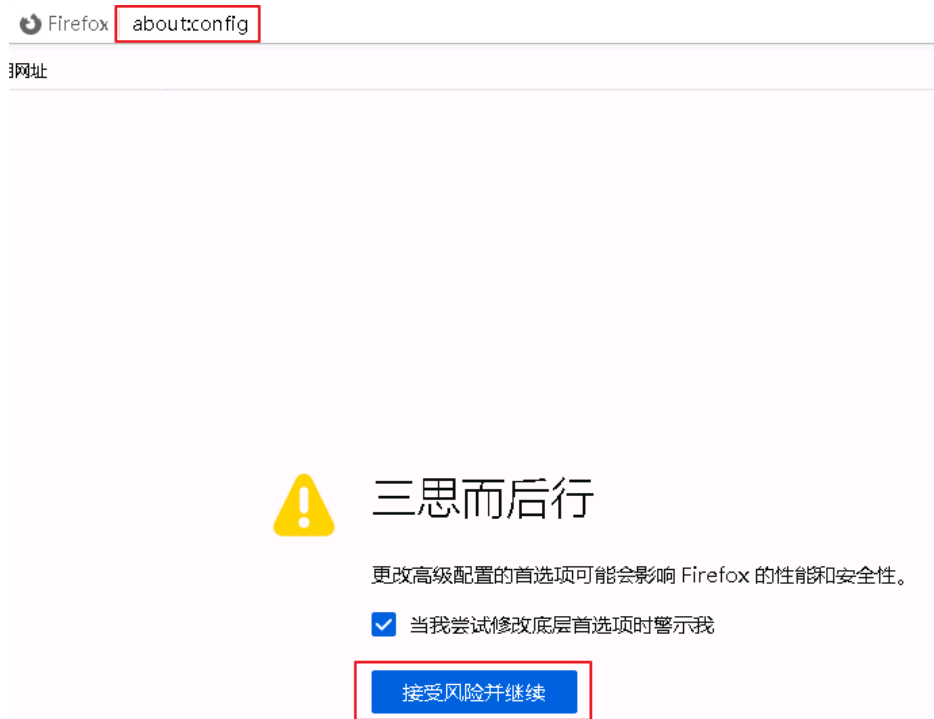 Firefox about:config
用网址
三思而后行
更改高级配置的首选项可能会影响 Firefox 的性能和安全性。
当我尝试修改底层首选项时警示我
接受风险并继续